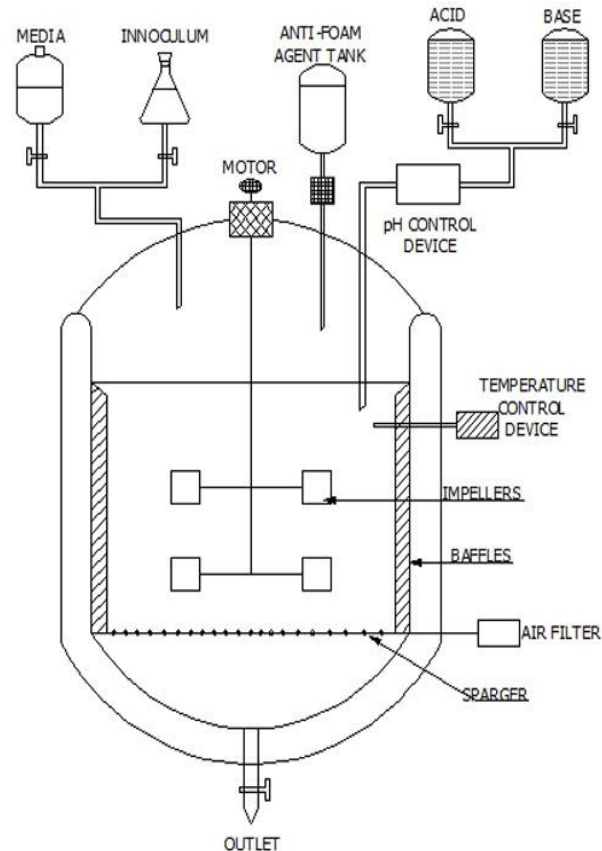 ACID
BASE
MEDIA
INNOCULUM
ANTI-FOAM
AGENT TANK
MOTOR
pH CONTROL
DEVICE
TEMPERATURE
CONTROL
DEVICE
IMPELLERS
BAFFLES
AIR FILTER
SPARGER
OUTLET